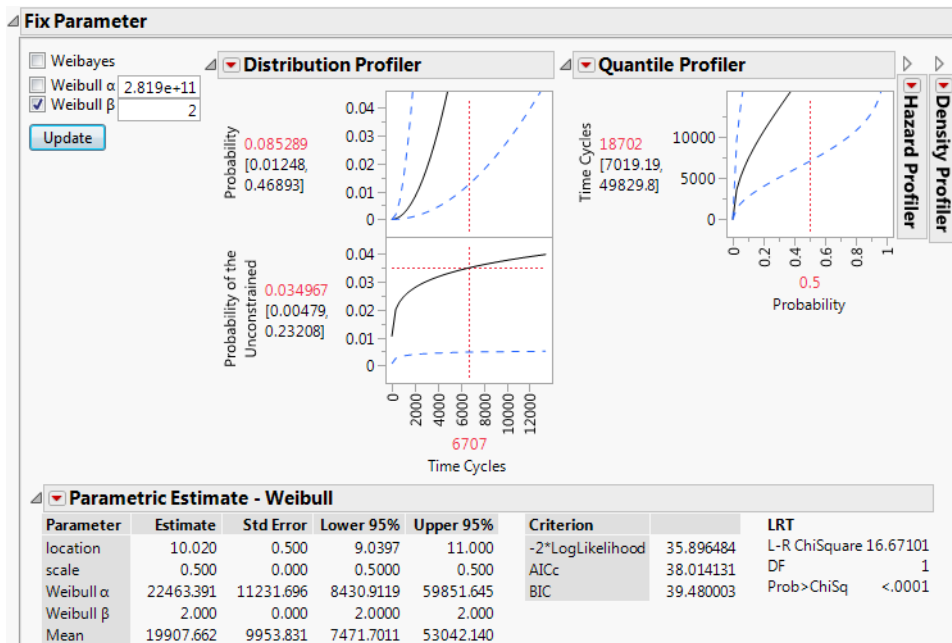 Fix Parameter
Weibayes
Weibull α 2.819e+11
Weibull β 2
Update
Distribution Profiler
Probability
0.085289
[0.01248,
0.46893]
0.04
0.03
0.02
0.01
0
Probability of the
Unconstrained
0.034967
[0.00479,
0.23208]
0.04
0.03
0.02
0.01
0
0
2000
4000
6000
8000
10000
12000
6707
Time Cycles
Quantile Profiler
Time Cycles
18702
[7019.19,
49829.8]
10000
5000
0
0
0.2
0.4
0.6
0.8
1
0.5
Probability
Hazard Profiler
Density Profiler
Parametric Estimate - Weibull
Parameter Estimate Std Error Lower 95% Upper 95%
location 10.020 0.500 9.0397 11.000
scale 0.500 0.000 0.5000 0.500
Weibull α 22463.391 11231.696 8430.9119 59851.645
Weibull β 2.000 0.000 2.0000 2.000
Mean 19907.662 9953.831 7471.7011 53042.140
Criterion
-2*LogLikelihood 35.896484
AICc 38.014131
BIC 39.480003
LRT
L-R ChiSquare 16.67101
DF 1
Prob>ChiSq <.0001